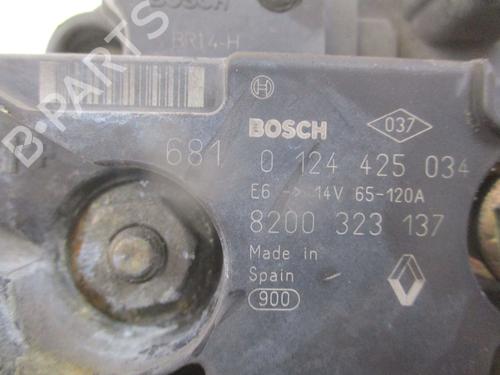 BOSCH
BR14-H
BOSCH
037
681 0 124 425 034
E6 -> 14V 65-120A
8200 323 137
Made in
Spain
900